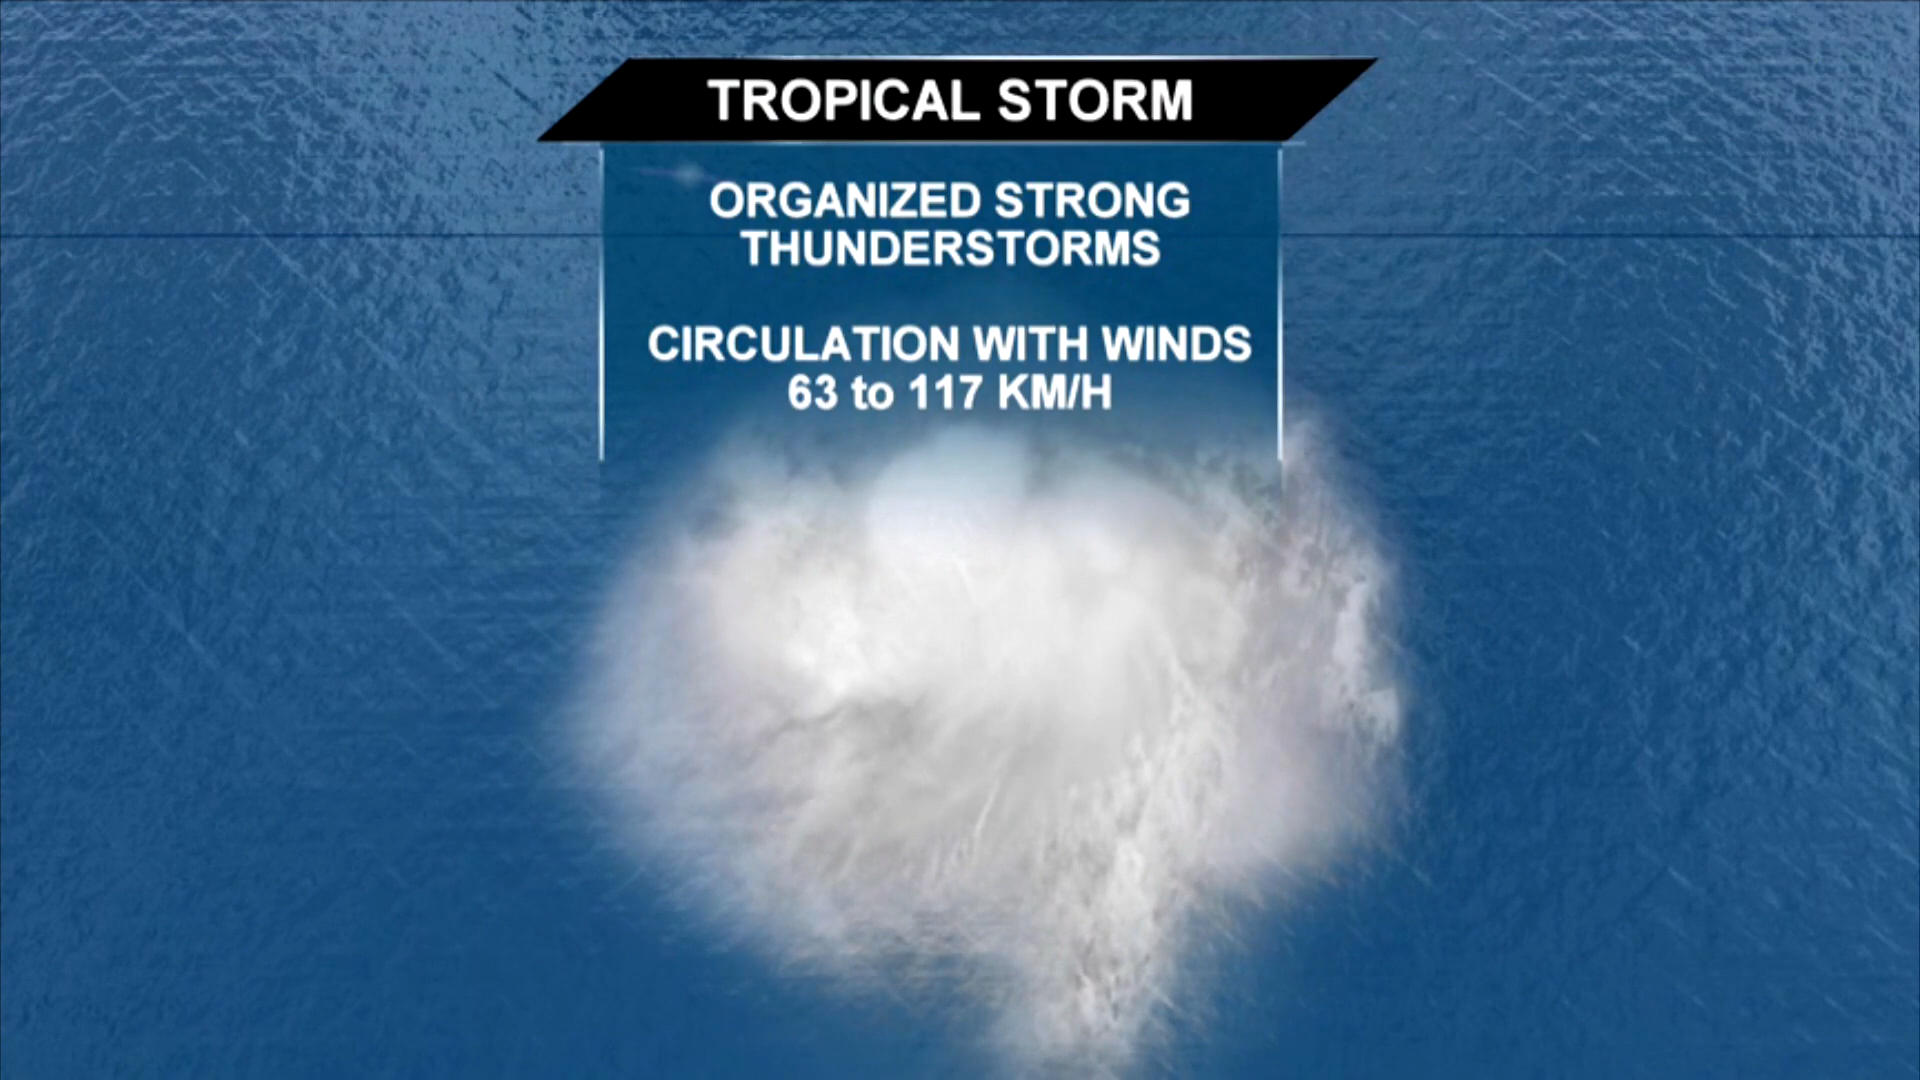 TROPICAL STORM
ORGANIZED STRONG
THUNDERSTORMS
CIRCULATION WITH WINDS
63 to 117 KM/H